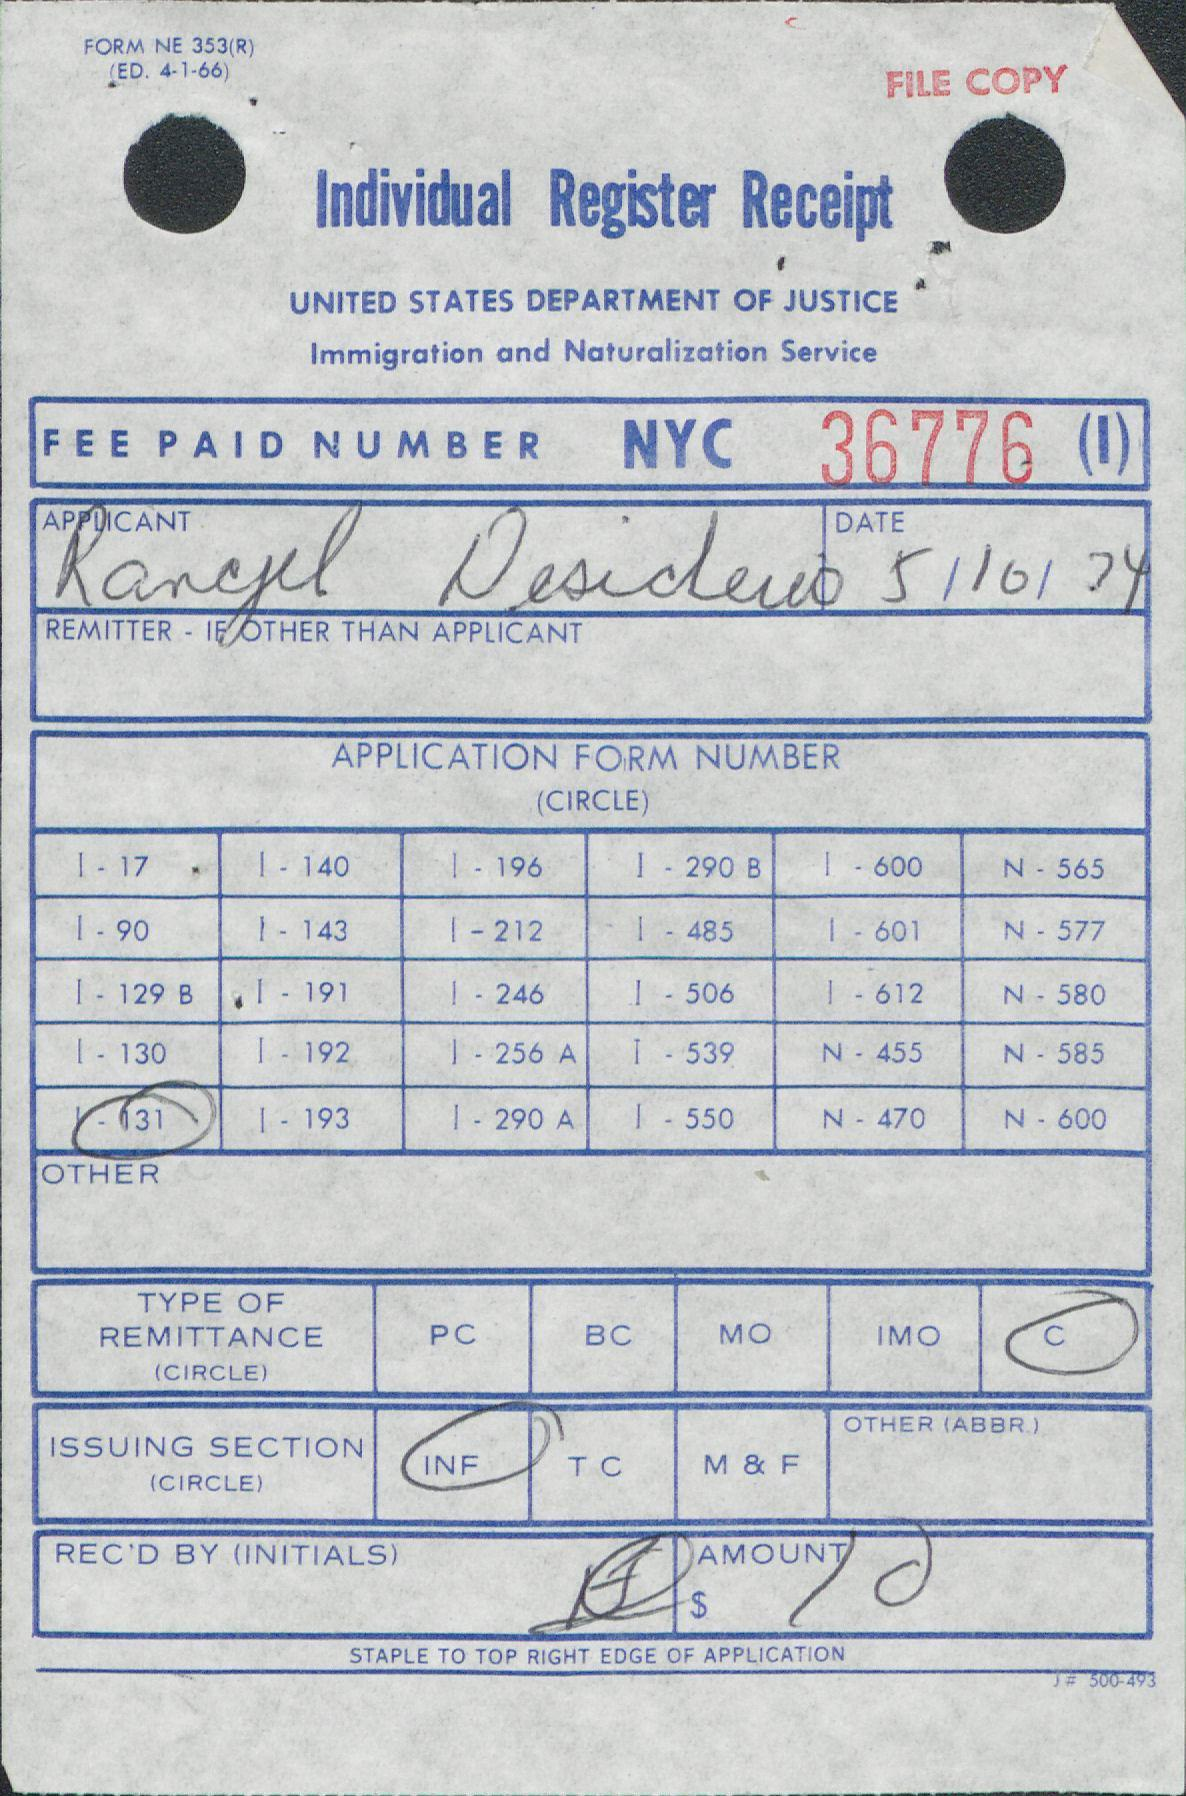 FORM NE 353(R)
(ED. 4-1-66)
FILE COPY
Individual Register Receipt
UNITED STATES DEPARTMENT OF JUSTICE
Immigration and Naturalization Service
FEE PAID NUMBER NYC 36776 (I)
APPLICANT DATE
Rangel Desiderio 5/10/74
REMITTER - IF OTHER THAN APPLICANT
APPLICATION FORM NUMBER
(CIRCLE)
I - 17 I - 140 I - 196 I - 290 B I - 600 N - 565
I - 90 I - 143 I - 212 I - 485 I - 601 N - 577
I - 129 B I - 191 I - 246 I - 506 I - 612 N - 580
I - 130 I - 192 I - 256 A I - 539 N - 455 N - 585
I - 131 I - 193 I - 290 A I - 550 N - 470 N - 600
OTHER
TYPE OF
REMITTANCE PC BC MO IMO C
(CIRCLE)
OTHER (ABBR.)
ISSUING SECTION INF TC M & F
(CIRCLE)
REC'D BY (INITIALS) AMOUNT
$ 10
STAPLE TO TOP RIGHT EDGE OF APPLICATION
J# 500-493